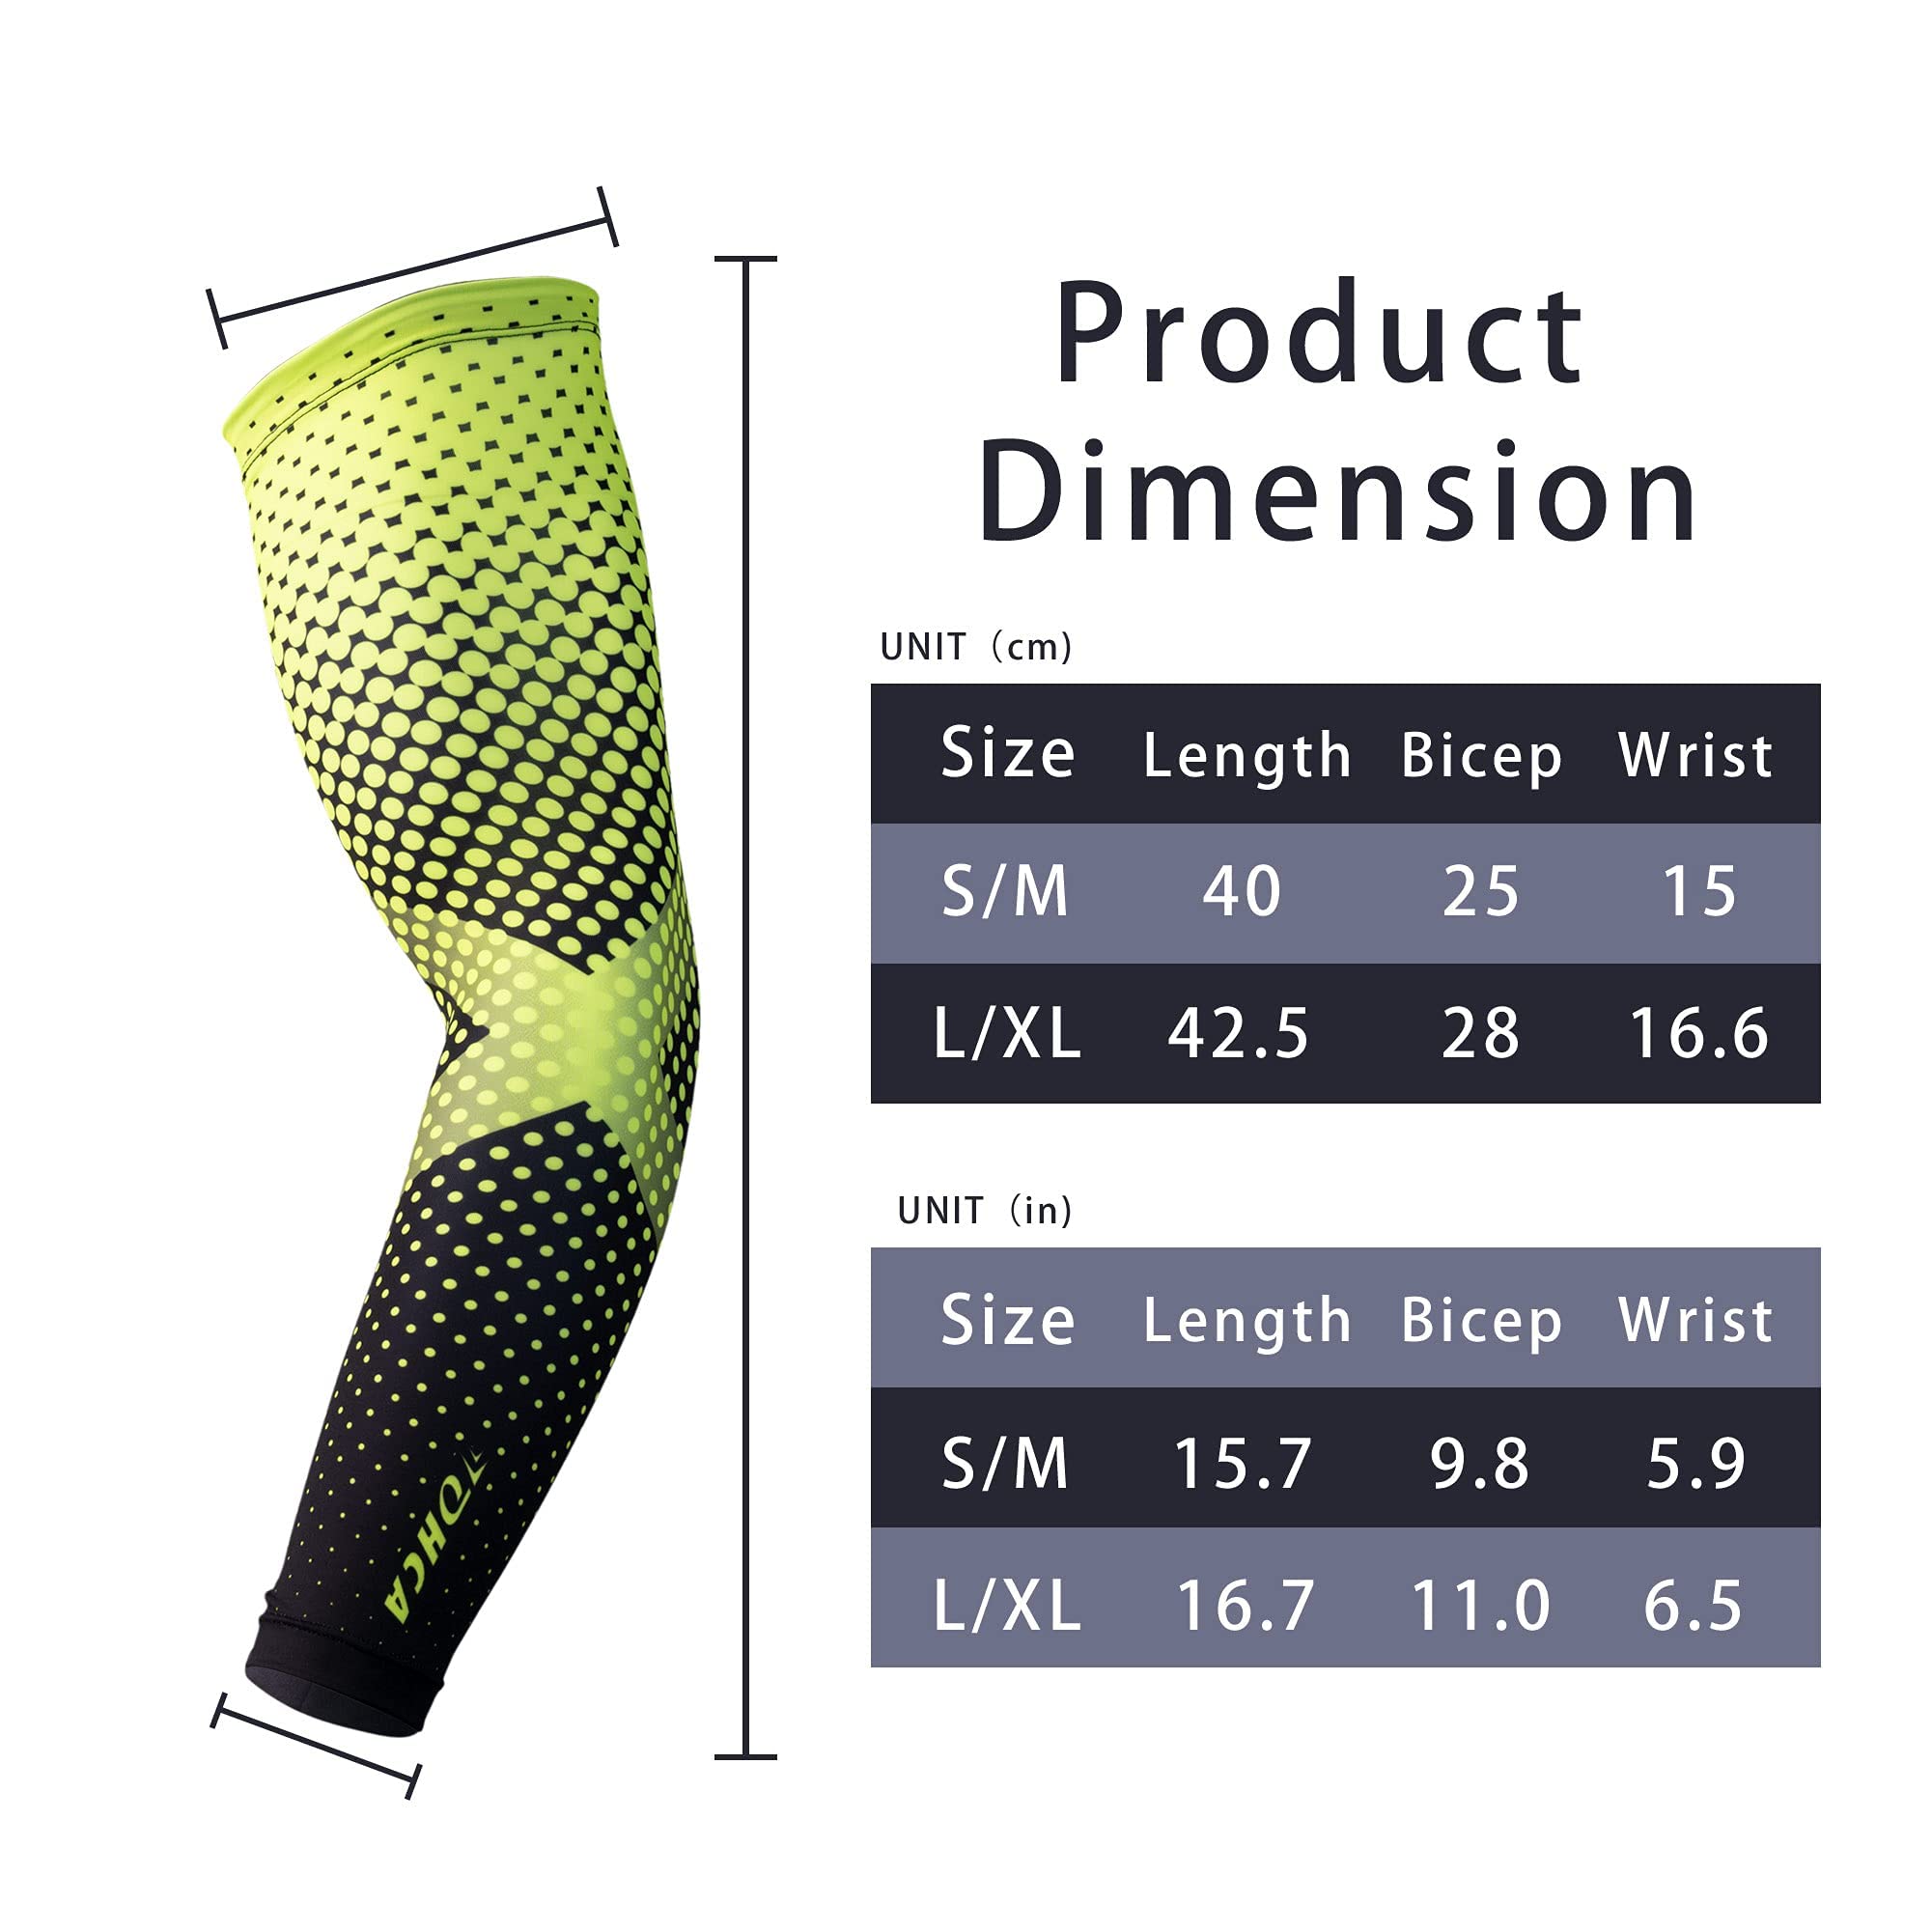 Product
Dimension
UNIT（cm)
Size Length Bicep Wrist
S/M 40 25 15
L/XL 42.5 28 16.6
UNIT（in)
Size Length Bicep Wrist
S/M 15.7 9.8 5.9
L/XL 16.7 11.0 6.5
TOHCA